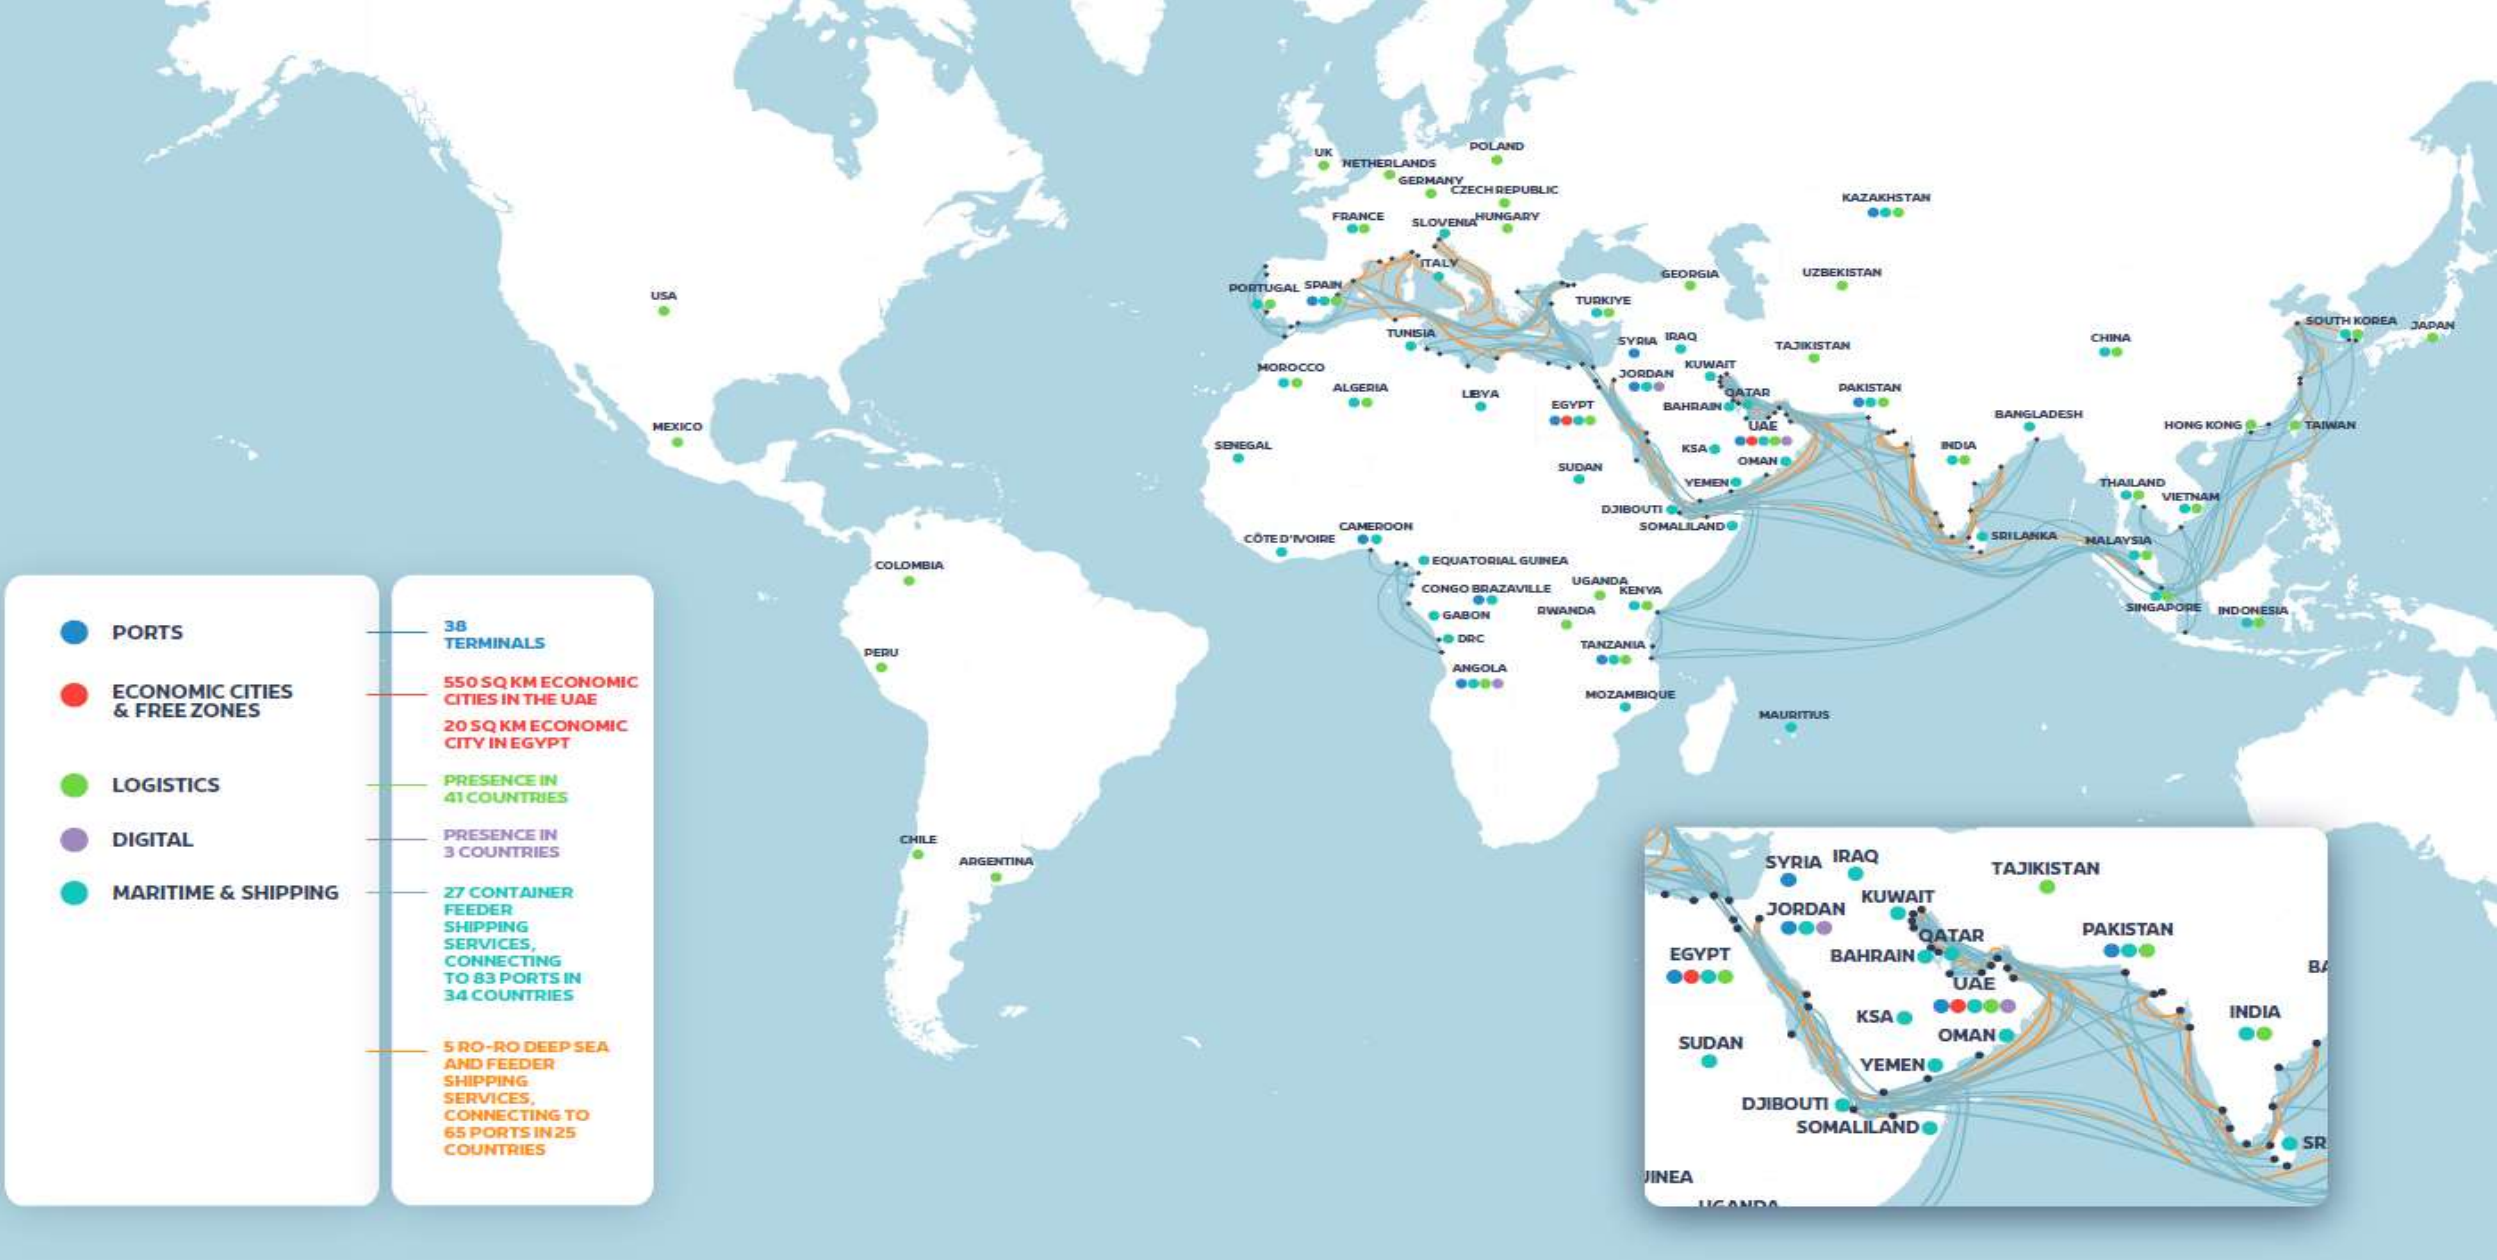 UK
NETHERLANDS
POLAND
GERMANY
CZECH REPUBLIC
FRANCE
SLOVENIA
HUNGARY
KAZAKHSTAN
ITALY
PORTUGAL
SPAIN
TURKIYE
GEORGIA
UZBEKISTAN
USA
TUNISIA
SYRIA
IRAQ
TAJIKISTAN
CHINA
SOUTH KOREA
JAPAN
MOROCCO
ALGERIA
LIBYA
JORDAN
KUWAIT
QATAR
BAHRAIN
PAKISTAN
EGYPT
UAE
BANGLADESH
HONG KONG
TAIWAN
MEXICO
SENEGAL
SUDAN
KSA
OMAN
INDIA
YEMEN
THAILAND
VIETNAM
DJIBOUTI
SOMALILAND
CÔTE D'IVOIRE
CAMEROON
SRI LANKA
MALAYSIA
COLOMBIA
EQUATORIAL GUINEA
CONGO BRAZAVILLE
UGANDA
KENYA
SINGAPORE
INDONESIA
GABON
RWANDA
DRC
TANZANIA
PERU
ANGOLA
MOZAMBIQUE
MAURITIUS
CHILE
ARGENTINA
PORTS
38
TERMINALS
ECONOMIC CITIES
& FREE ZONES
550 SQ KM ECONOMIC
CITIES IN THE UAE
20 SQ KM ECONOMIC
CITY IN EGYPT
LOGISTICS
PRESENCE IN
41 COUNTRIES
DIGITAL
PRESENCE IN
3 COUNTRIES
MARITIME & SHIPPING
27 CONTAINER
FEEDER
SHIPPING
SERVICES,
CONNECTING
TO 83 PORTS IN
34 COUNTRIES
5 RO-RO DEEP SEA
AND FEEDER
SHIPPING
SERVICES,
CONNECTING TO
65 PORTS IN 25
COUNTRIES
SYRIA
IRAQ
TAJIKISTAN
KUWAIT
JORDAN
QATAR
PAKISTAN
EGYPT
BAHRAIN
BA
UAE
KSA
INDIA
OMAN
SUDAN
YEMEN
DJIBOUTI
SOMALILAND
SR
UINEA
UGANDA